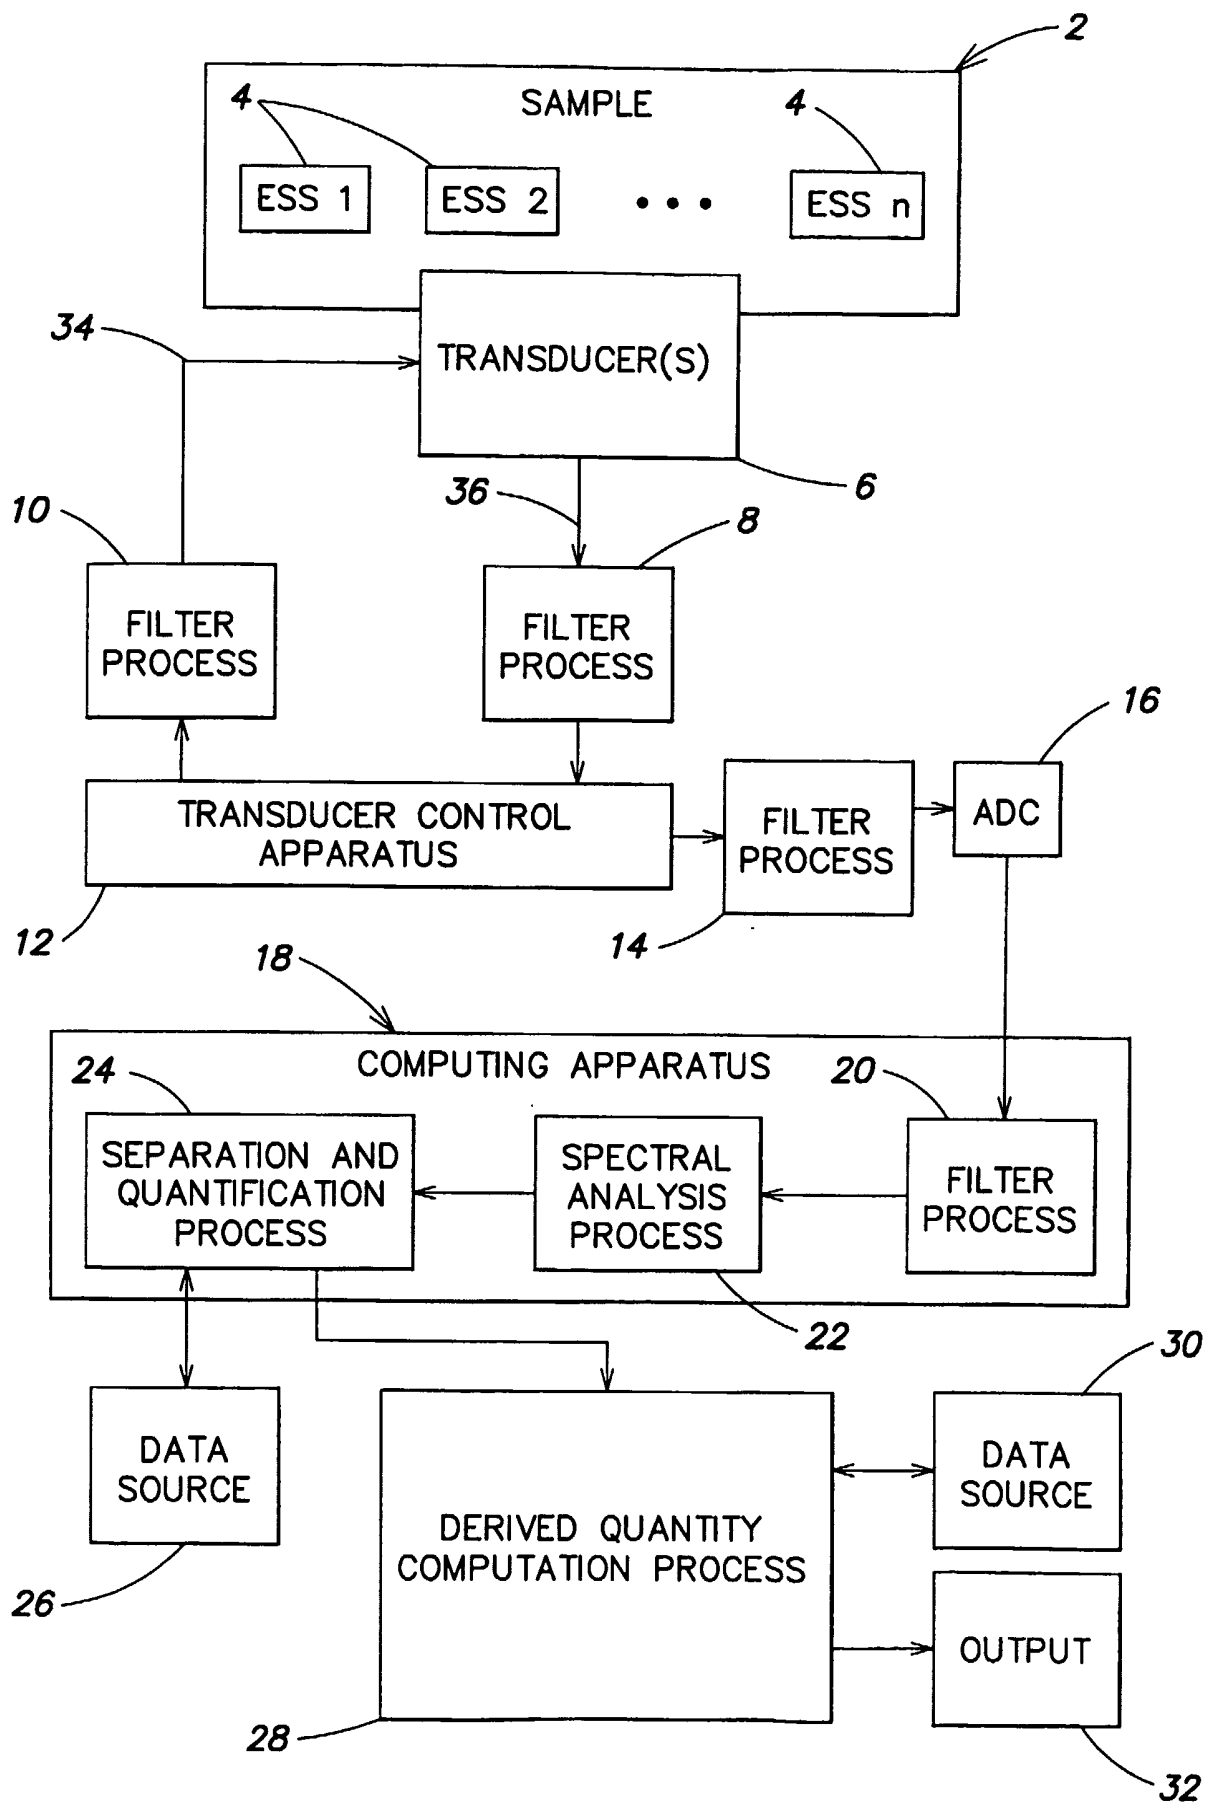 2
SAMPLE
4
4
ESS 1
ESS 2
• • •
ESS n
34
TRANSDUCER(S)
6
36
10
8
FILTER
PROCESS
FILTER
PROCESS
16
TRANSDUCER CONTROL
APPARATUS
FILTER
PROCESS
ADC
12
14
18
COMPUTING APPARATUS
24
20
SEPARATION AND
QUANTIFICATION
PROCESS
SPECTRAL
ANALYSIS
PROCESS
FILTER
PROCESS
22
30
DATA
SOURCE
DATA
SOURCE
DERIVED QUANTITY
COMPUTATION PROCESS
26
OUTPUT
28
32